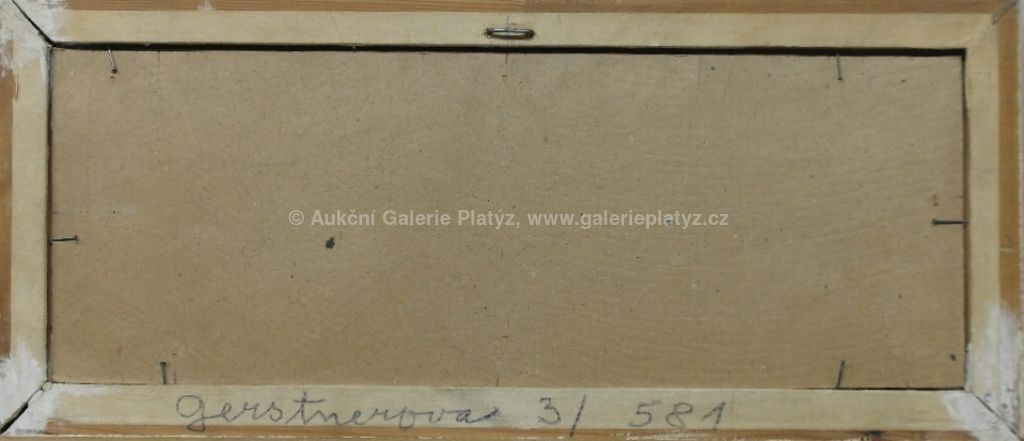 © Aukční Galerie Platýz, www.galerieplatyz.cz
Gerstnerova 3/ 581